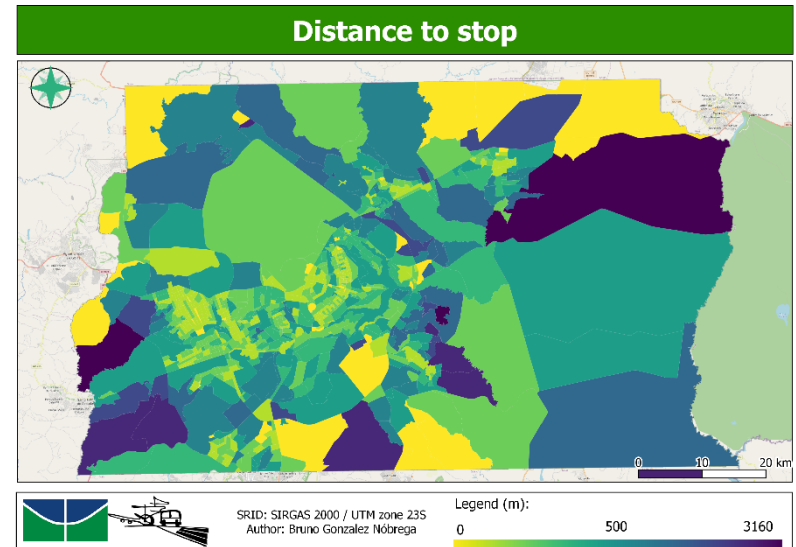 Distance to stop
0 10 20 km
SRID: SIRGAS 2000 / UTM zone 23S
Author: Bruno Gonzalez Nóbrega
Legend (m):
0 500 3160